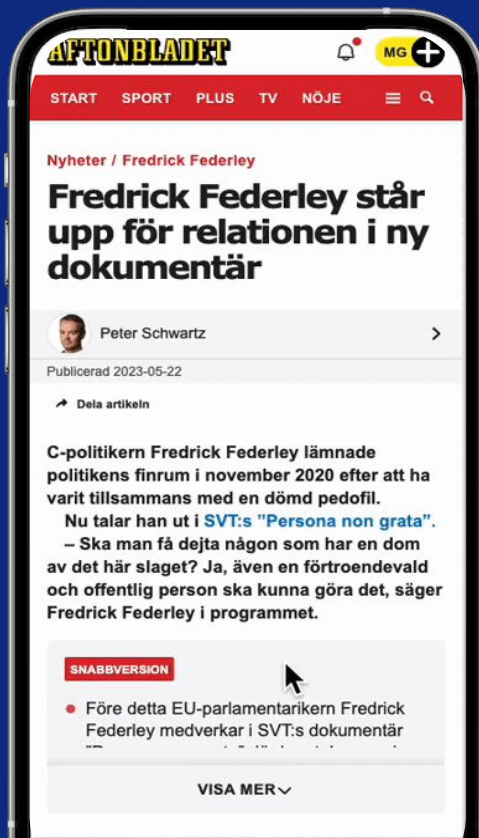 AFTONBLADET
MG
START SPORT PLUS TV NÖJE
Nyheter / Fredrick Federley
Fredrick Federley står
upp för relationen i ny
dokumentär
Peter Schwartz
Publicerad 2023-05-22
Dela artikeln
C-politikern Fredrick Federley lämnade
politikens finrum i november 2020 efter att ha
varit tillsammans med en dömd pedofil.
Nu talar han ut i SVT:s ”Persona non grata”.
– Ska man få dejta någon som har en dom
av det här slaget? Ja, även en förtroendevald
och offentlig person ska kunna göra det, säger
Fredrick Federley i programmet.
SNABBVERSION
Före detta EU-parlamentarikern Fredrick
Federley medverkar i SVT:s dokumentär
VISA MER